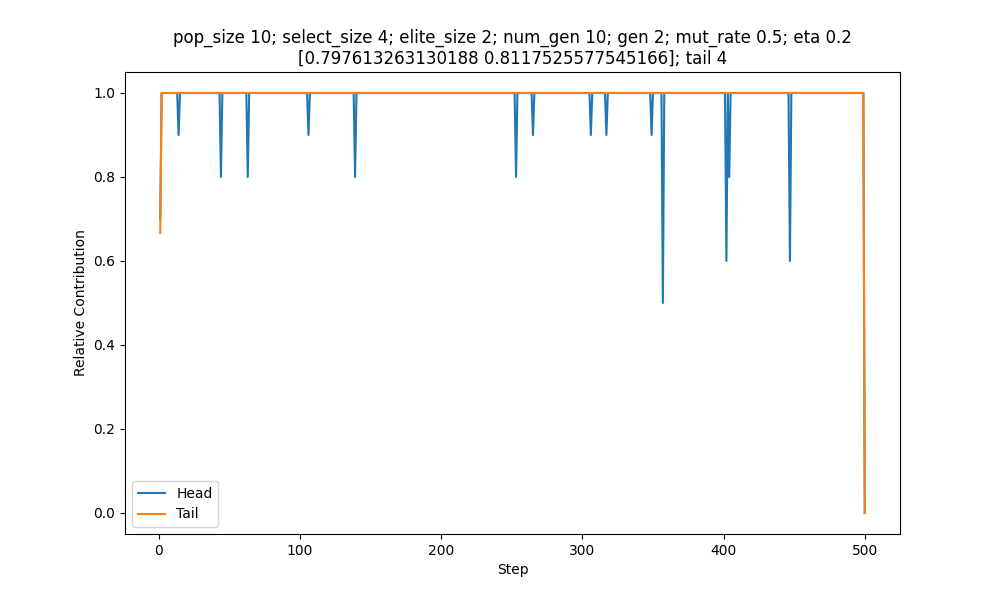 pop_size 10; select_size 4; elite_size 2; num_gen 10; gen 2; mut_rate 0.5; eta 0.2
[0.797613263130188 0.8117525577545166]; tail 4
1.0
0.8
0.6
0.4
0.2
0.0
Relative Contribution
Head
Tail
0 100 200 300 400 500
Step